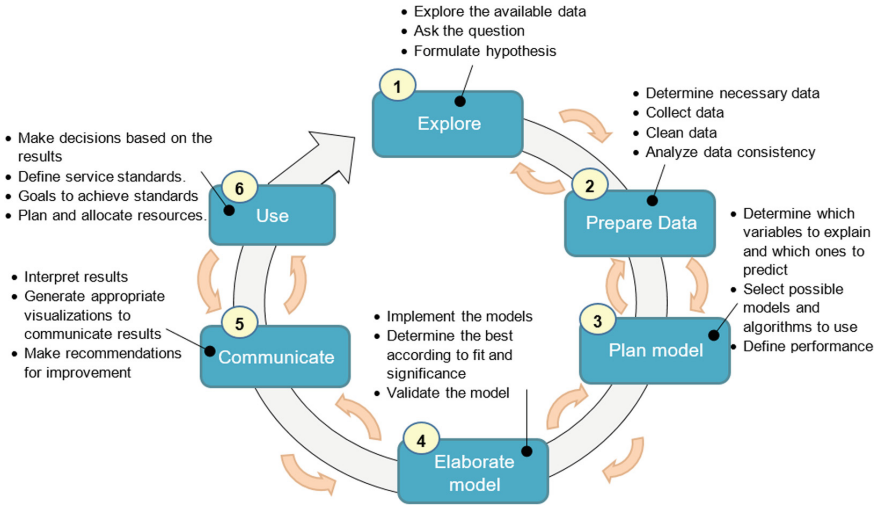 • Explore the available data
• Ask the question
• Formulate hypothesis
1
Explore
• Determine necessary data
• Collect data
• Clean data
• Analyze data consistency
2
Prepare Data
• Determine which
variables to explain
and which ones to
predict
• Select possible
models and
algorithms to use
• Define performance
3
Plan model
• Implement the models
• Determine the best
according to fit and
significance
• Validate the model
4
Elaborate
model
• Interpret results
• Generate appropriate
visualizations to
communicate results
• Make recommendations
for improvement
5
Communicate
• Make decisions based on the
results
• Define service standards.
• Goals to achieve standards
• Plan and allocate resources.
6
Use